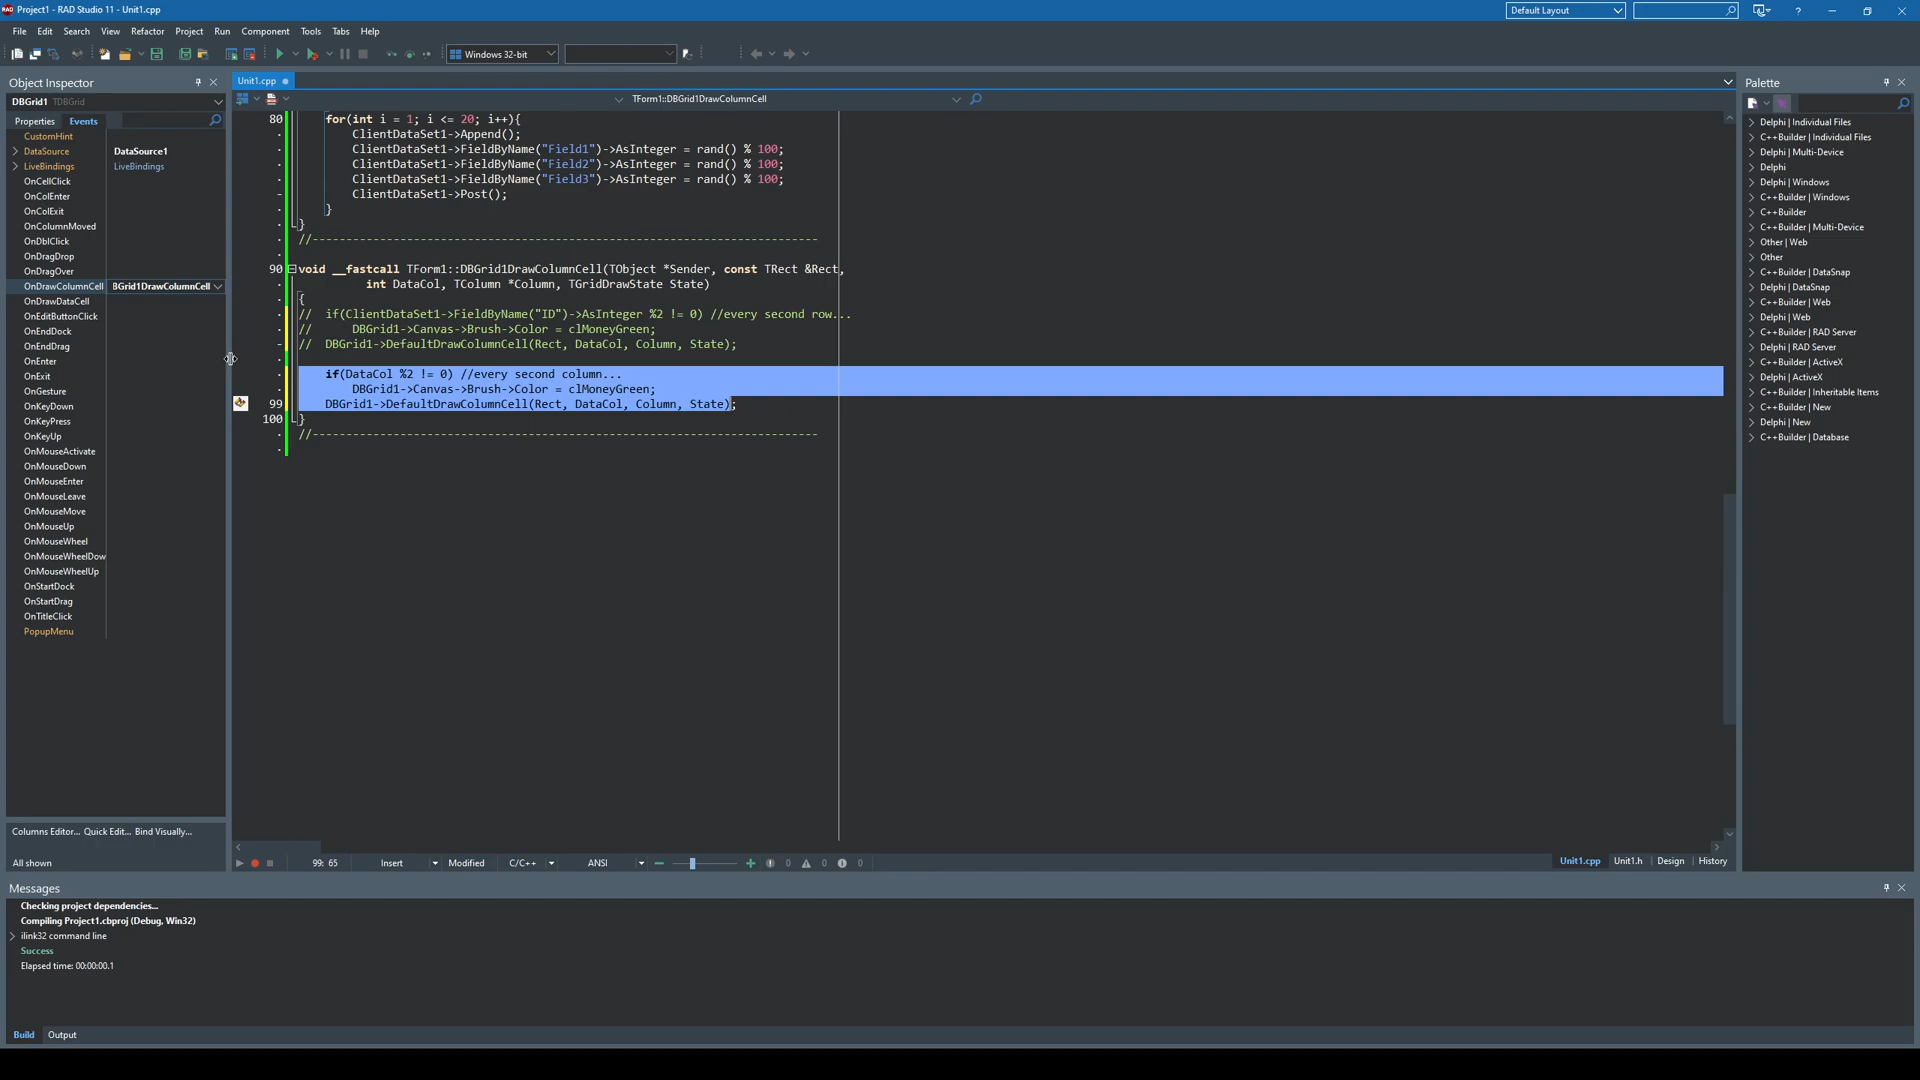 Project1 - RAD Studio 11 - Unit1.cpp
Default Layout
File Edit Search View Refactor Project Run Component Tools Tabs Help
Windows 32-bit
Object Inspector
DBGrid1 TDBGrid
Properties Events
CustomHint
DataSource DataSource1
LiveBindings LiveBindings
OnCellClick
OnColEnter
OnColExit
OnColumnMoved
OnDblClick
OnDragDrop
OnDragOver
OnDrawColumnCell BGrid1DrawColumnCell
OnDrawDataCell
OnEditButtonClick
OnEndDock
OnEndDrag
OnEnter
OnExit
OnGesture
OnKeyDown
OnKeyPress
OnKeyUp
OnMouseActivate
OnMouseDown
OnMouseEnter
OnMouseLeave
OnMouseMove
OnMouseUp
OnMouseWheel
OnMouseWheelDow
OnMouseWheelUp
OnStartDock
OnStartDrag
OnTitleClick
PopupMenu
Columns Editor... Quick Edit... Bind Visually...
All shown
Unit1.cpp
TForm1::DBGrid1DrawColumnCell
80 for(int i = 1; i <= 20; i++){
ClientDataSet1->Append();
ClientDataSet1->FieldByName("Field1")->AsInteger = rand() % 100;
ClientDataSet1->FieldByName("Field2")->AsInteger = rand() % 100;
ClientDataSet1->FieldByName("Field3")->AsInteger = rand() % 100;
ClientDataSet1->Post();
}
}
//---------------------------------------------------------------------------
90 void __fastcall TForm1::DBGrid1DrawColumnCell(TObject *Sender, const TRect &Rect,
int DataCol, TColumn *Column, TGridDrawState State)
{
// if(ClientDataSet1->FieldByName("ID")->AsInteger %2 != 0) //every second row...
// DBGrid1->Canvas->Brush->Color = clMoneyGreen;
// DBGrid1->DefaultDrawColumnCell(Rect, DataCol, Column, State);
if(DataCol %2 != 0) //every second column...
DBGrid1->Canvas->Brush->Color = clMoneyGreen;
99 DBGrid1->DefaultDrawColumnCell(Rect, DataCol, Column, State);
100 }
//---------------------------------------------------------------------------
99: 65 Insert Modified C/C++ ANSI 0 0 0
Unit1.cpp Unit1.h Design History
Palette
Delphi | Individual Files
C++Builder | Individual Files
Delphi | Multi-Device
Delphi
Delphi | Windows
C++Builder | Windows
C++Builder
C++Builder | Multi-Device
Other | Web
Other
C++Builder | DataSnap
Delphi | DataSnap
C++Builder | Web
Delphi | Web
C++Builder | RAD Server
Delphi | RAD Server
C++Builder | ActiveX
Delphi | ActiveX
C++Builder | Inheritable Items
C++Builder | New
Delphi | New
C++Builder | Database
Messages
Checking project dependencies...
Compiling Project1.cbproj (Debug, Win32)
ilink32 command line
Success
Elapsed time: 00:00:00.1
Build Output